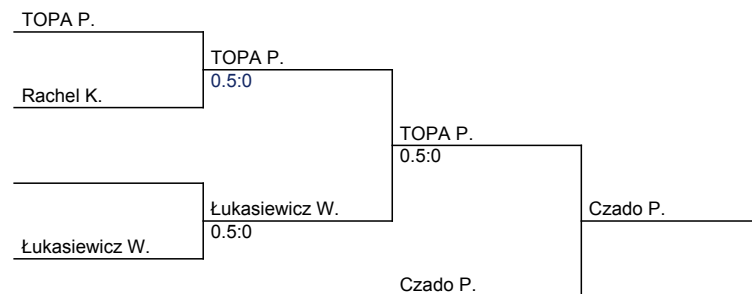 TOPA P.
TOPA P.
0.5:0
Rachel K.
TOPA P.
0.5:0
Łukasiewicz W.
0.5:0
Czado P.
Łukasiewicz W.
Czado P.